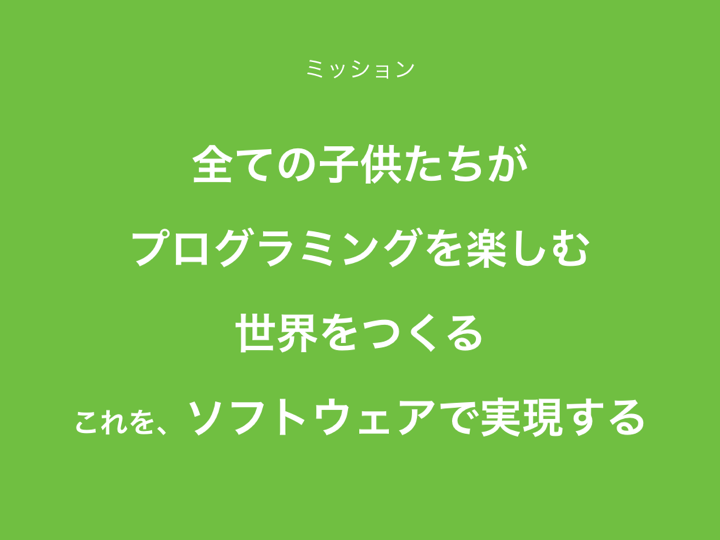 ミッション
全ての子供たちが
プログラミングを楽しむ
世界をつくる
これを、ソフトウェアで実現する